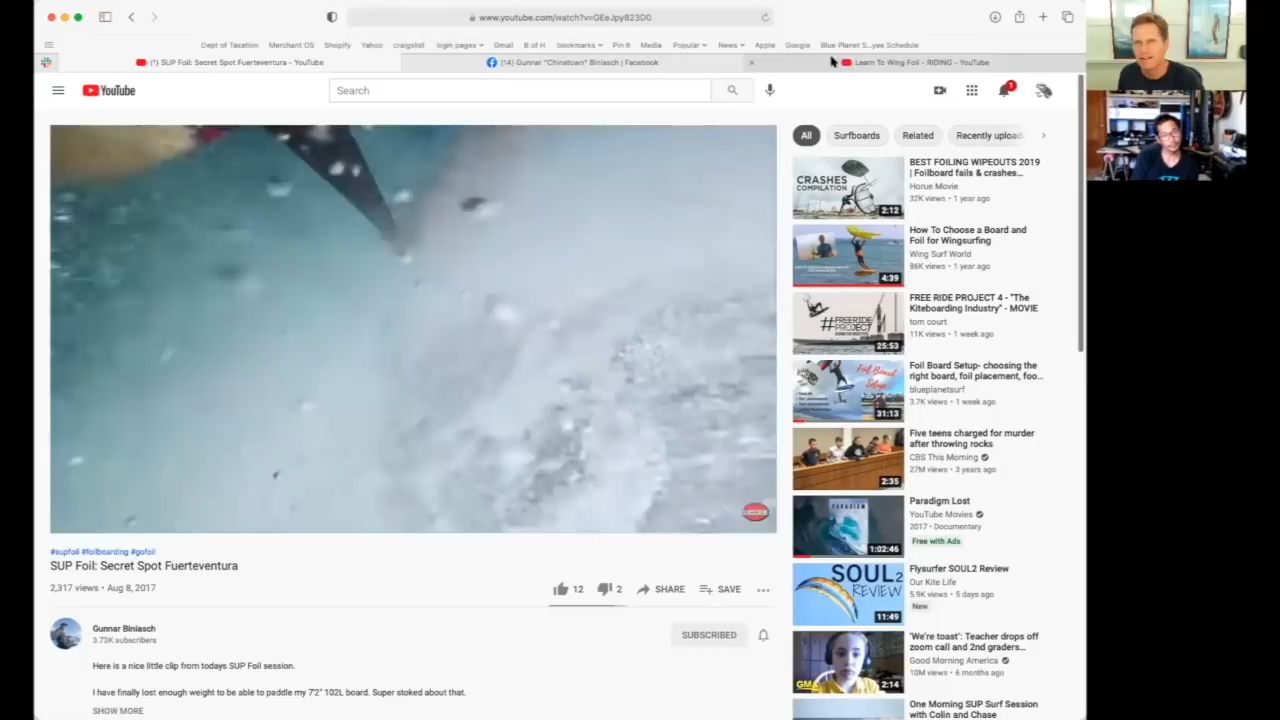 www.youtube.com/watch?v=GEeJpy823D0
Dept of Taxation Merchant OS Shopify Yahoo craigslist login pages Gmail B of H bookmarks Pin It Media Popular News Apple Google Blue Planet S...yee Schedule
(1) SUP Foil: Secret Spot Fuerteventura - YouTube
(14) Gunnar "Chinatown" Biniasch | Facebook
Learn To Wing Foil - RIDING - YouTube
YouTube
Search
1
All
Surfboards
Related
Recently upload
CRASHES
COMPILATION
2:12
BEST FOILING WIPEOUTS 2019
| Foilboard fails & crashes...
Horue Movie
32K views • 1 year ago
4:39
How To Choose a Board and
Foil for Wingsurfing
Wing Surf World
86K views • 1 year ago
#FREERIDE
PROJECT
25:53
FREE RIDE PROJECT 4 - "The
Kiteboarding Industry" - MOVIE
tom court
11K views • 1 week ago
Foil Board
Setups
31:13
Foil Board Setup- choosing the
right board, foil placement, foo...
blueplanetsurf
3.7K views • 1 week ago
2:35
Five teens charged for murder
after throwing rocks
CBS This Morning
27M views • 3 years ago
PARADIGM
1:02:46
Paradigm Lost
YouTube Movies
2017 • Documentary
Free with Ads
SOUL2
REVIEW
11:49
Flysurfer SOUL2 Review
Our Kite Life
5.9K views • 5 days ago
New
GMA
2:14
'We're toast': Teacher drops off
zoom call and 2nd graders...
Good Morning America
10M views • 6 months ago
One Morning SUP Surf Session
with Colin and Chase
SUBSCRIBE
#supfoil #foilboarding #gofoil
SUP Foil: Secret Spot Fuerteventura
2,317 views • Aug 8, 2017
12
2
SHARE
SAVE
Gunnar Biniasch
3.73K subscribers
SUBSCRIBED
Here is a nice little clip from todays SUP Foil session.
I have finally lost enough weight to be able to paddle my 7'2" 102L board. Super stoked about that.
SHOW MORE